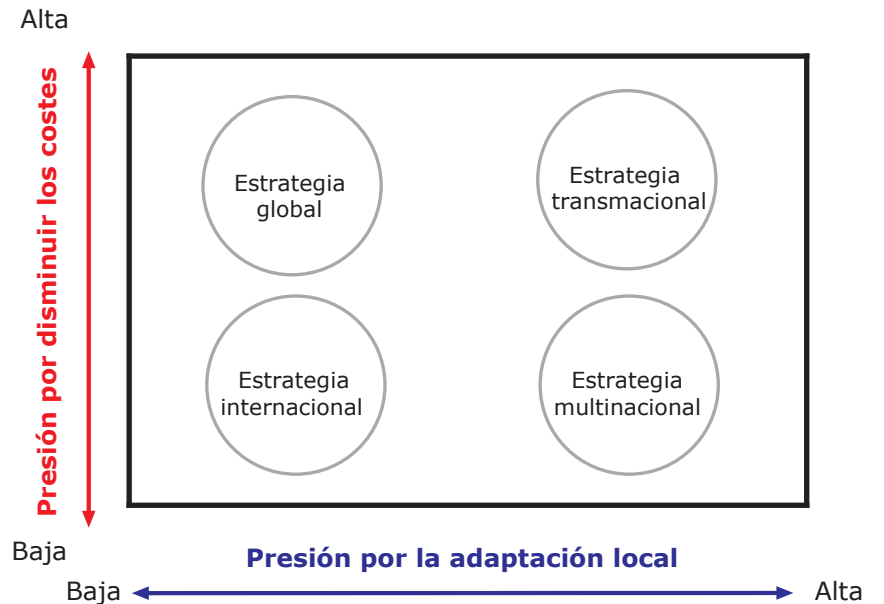 Alta
Presión por disminuir los costes
Estrategia
global
Estrategia
transmacional
Estrategia
internacional
Estrategia
multinacional
Baja
Presión por la adaptación local
Baja
Alta